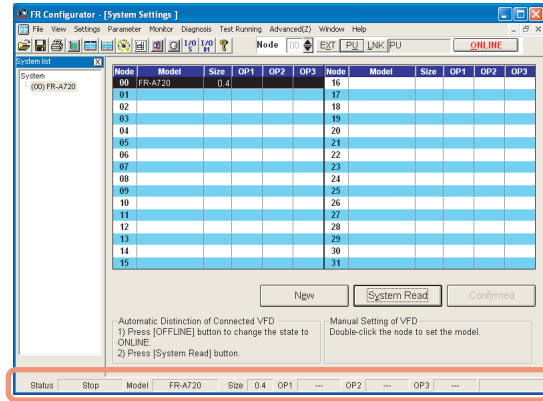 FR Configurator - [System Settings ]
File View Settings Parameter Monitor Diagnosis Test Running Advanced(Z) Window Help
I/O S I/O M ? Node 00 EXT PU LNK PU ONLINE
System list
System
(00) FR-A720
Node Model Size OP1 OP2 OP3 Node Model Size OP1 OP2 OP3
00 FR-A720 0.4 16
01 17
02 18
03 19
04 20
05 21
06 22
07 23
08 24
09 25
10 26
11 27
12 28
13 29
14 30
15 31
New System Read Confirmed
Automatic Distinction of Connected VFD
1) Press [OFFLINE] button to change the state to
ONLINE.
2) Press [System Read] button.
Manual Setting of VFD
Double-click the node to set the model.
Status Stop Model FR-A720 Size 0.4 OP1 --- OP2 --- OP3 ---